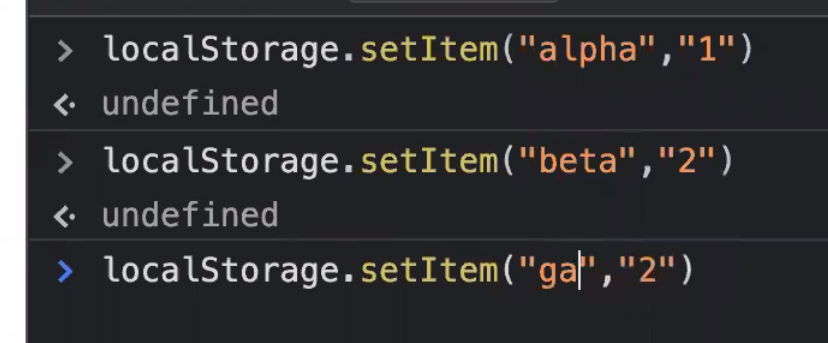 > localStorage.setItem("alpha","1")
<· undefined
> localStorage.setItem("beta","2")
<· undefined
> localStorage.setItem("ga","2")